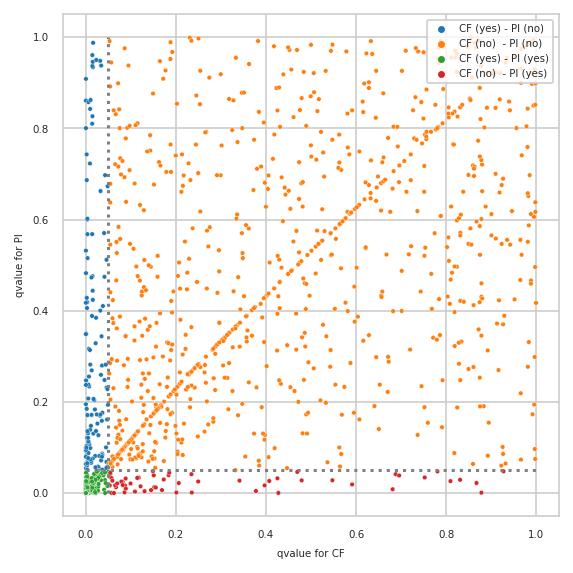 CF (yes) - PI (no)
CF (no)  - PI (no)
CF (yes) - PI (yes)
CF (no)  - PI (yes)
1.0
0.8
0.6
0.4
0.2
0.0
qvalue for PI
0.0 0.2 0.4 0.6 0.8 1.0
qvalue for CF